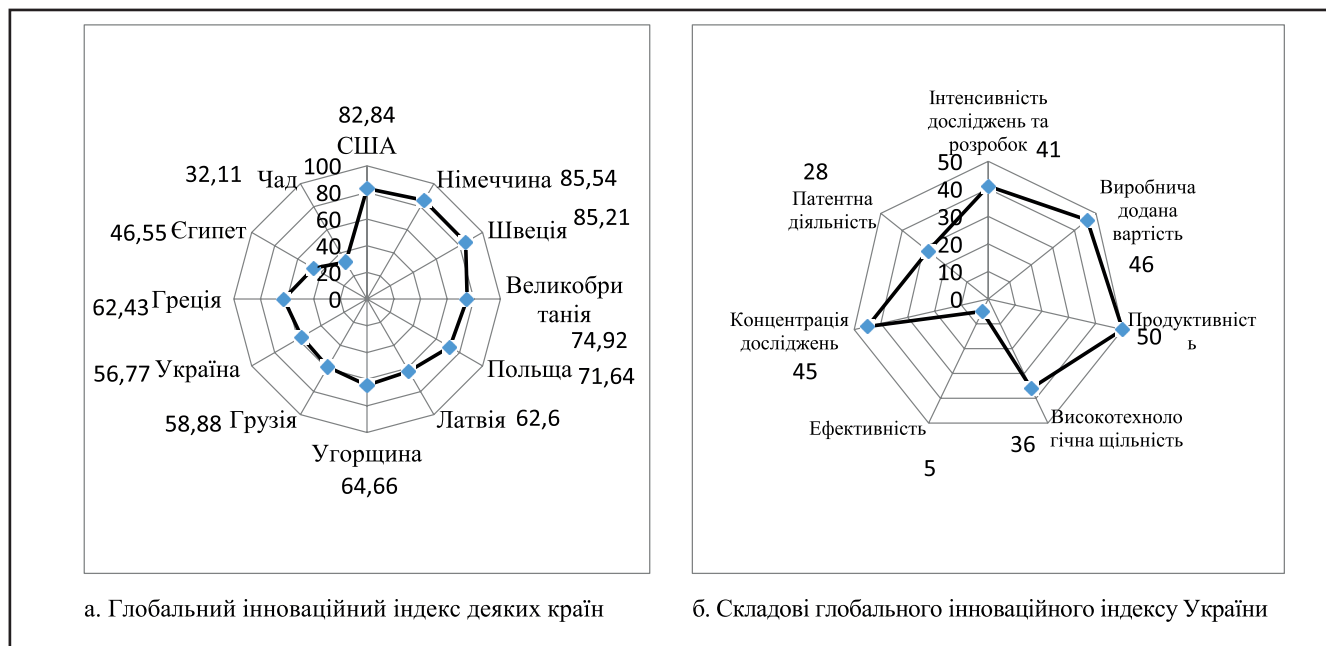 82,84
США
100
80
60
40
20
0
Німеччина 85,54
Швеція
85,21
Великобри
танія
74,92
Польща
71,64
Латвія 62,6
Угорщина
64,66
Грузія
58,88
Україна
56,77
Греція
62,43
Єгипет
46,55
Чад
32,11
а. Глобальний інноваційний індекс деяких країн
Інтенсивність
досліджень та
розробок 41
50
40
30
20
10
0
Виробнича
додана
вартість
46
Продуктивніст
ь
50
Високотехноло
гічна щільність
36
Ефективність
5
Концентрація
досліджень
45
28
Патентна
діяльність
б. Складові глобального інноваційного індексу України